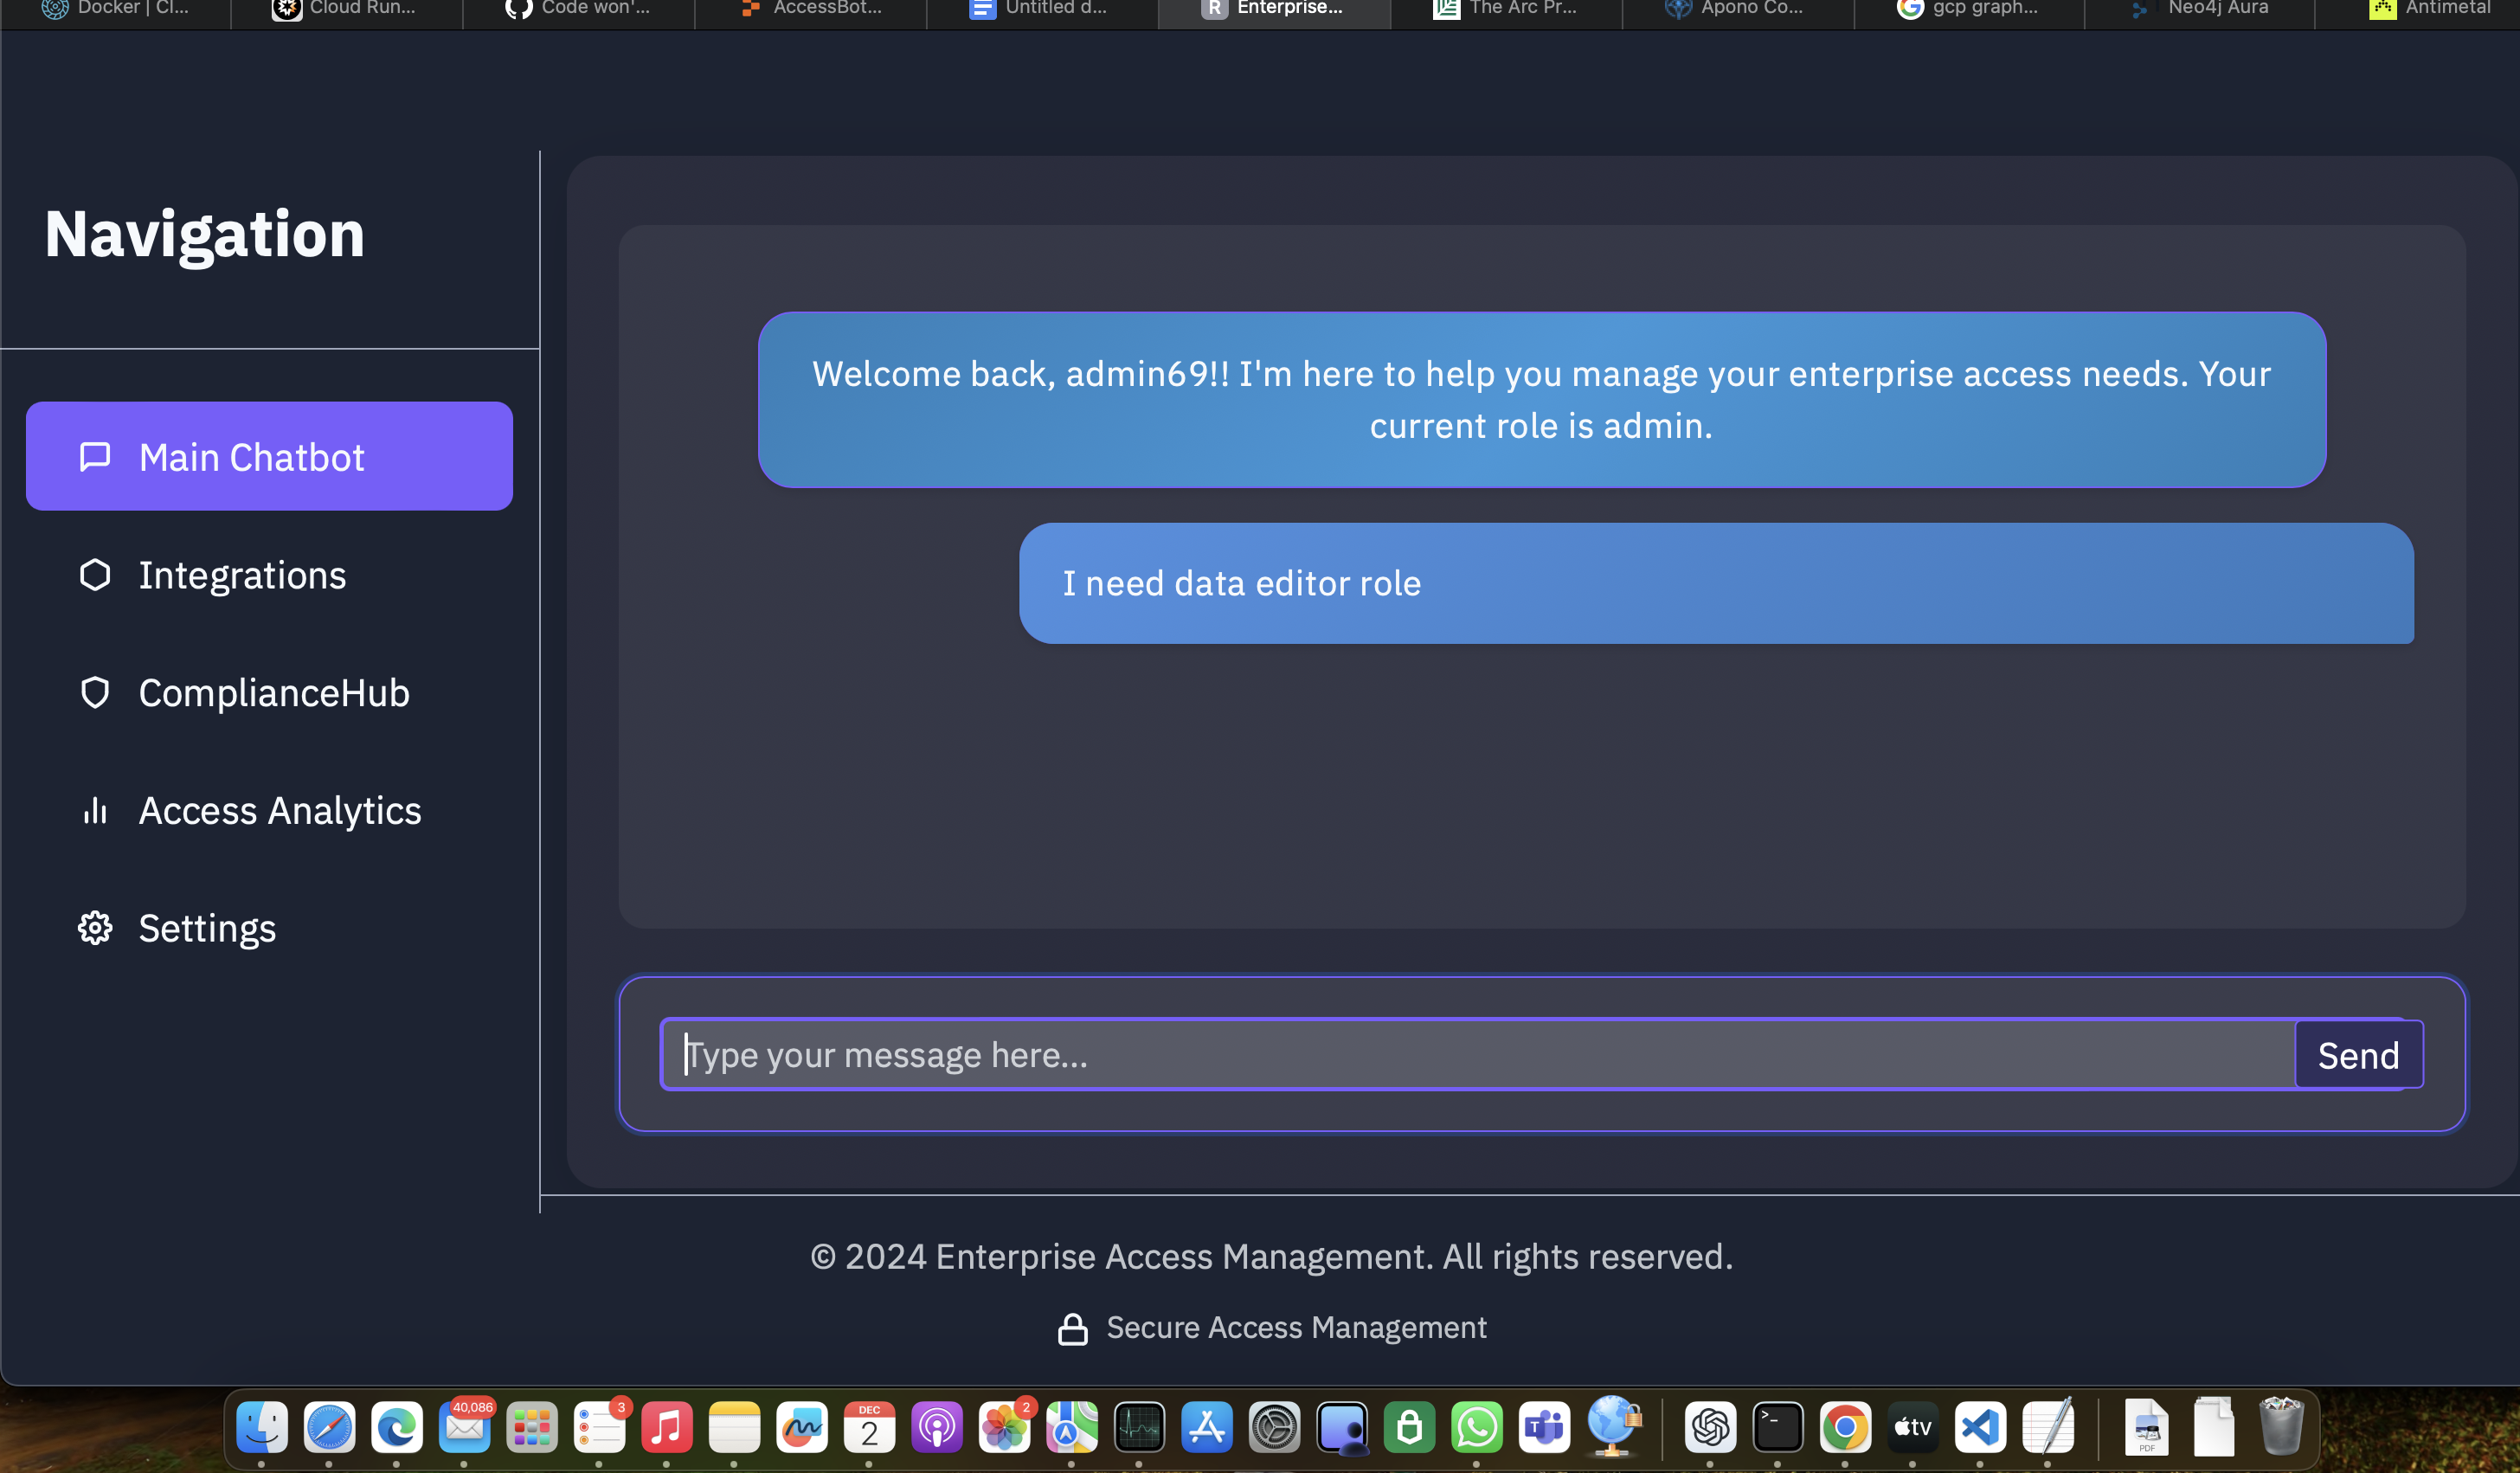 Docker | Cl...
Cloud Run...
Code won'...
AccessBot...
Untitled d...
R
Enterprise...
The Arc Pr...
Apono Co...
gcp graph...
Neo4j Aura
Antimetal
Navigation
Main Chatbot
Integrations
ComplianceHub
Access Analytics
Settings
Welcome back, admin69!! I'm here to help you manage your enterprise access needs. Your
current role is admin.
I need data editor role
Type your message here...
Send
© 2024 Enterprise Access Management. All rights reserved.
Secure Access Management
40,086
3
DEC
2
2
T
>_
tv
PDF